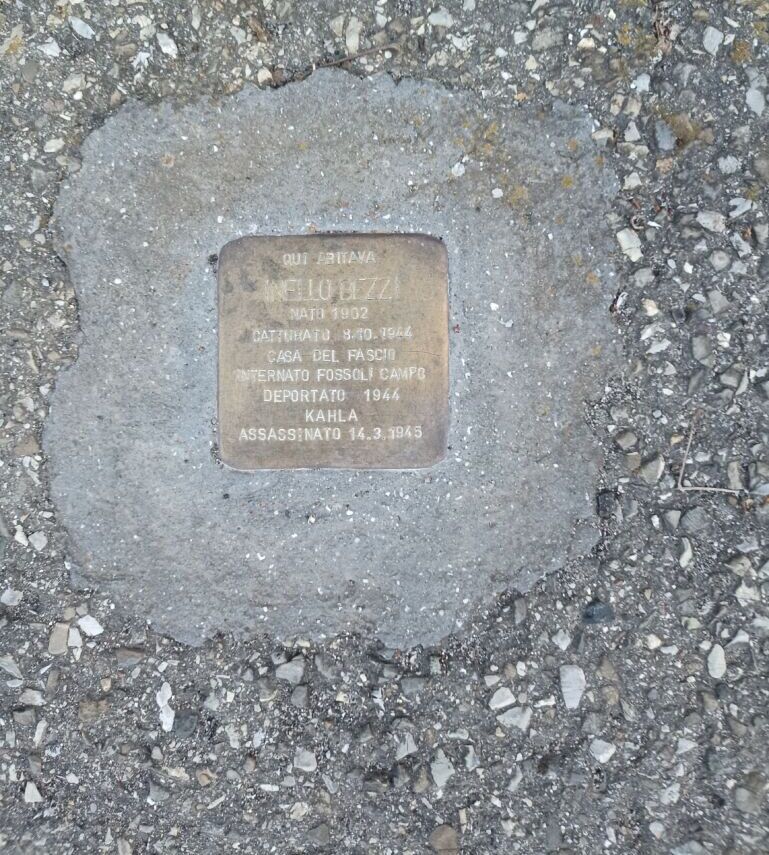 QUI ABITAVA
NELLO BEZZI
NATO 1902
CATTURATO 8.10.1944
CASA DEL FASCIO
INTERNATO FOSSOLI CAMPO
DEPORTATO 1944
KAHLA
ASSASSINATO 14.3.1945